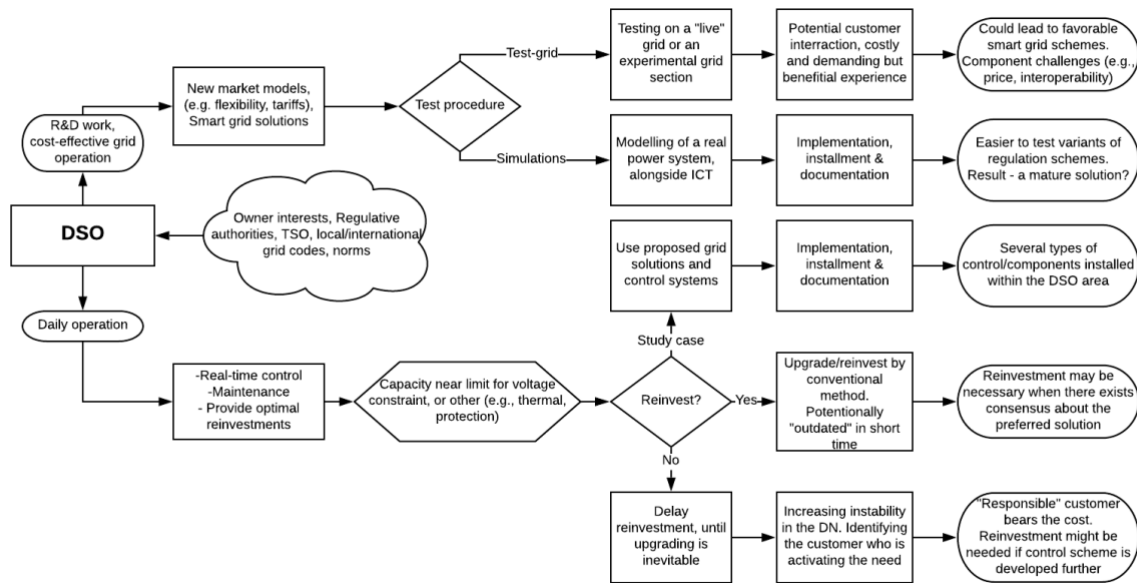 R&D work,
cost-effective grid
operation
New market models,
(e.g. flexibility, tariffs),
Smart grid solutions
Test procedure
Test-grid
Testing on a "live"
grid or an
experimental grid
section
Potential customer
interraction, costly
and demanding but
benefitial experience
Could lead to favorable
smart grid schemes.
Component challenges (e.g.,
price, interoperability)
Simulations
Modelling of a real
power system,
alongside ICT
Implementation,
installment &
documentation
Easier to test variants of
regulation schemes.
Result - a mature solution?
DSO
Owner interests, Regulative
authorities, TSO, local/international
grid codes, norms
Use proposed grid
solutions and
control systems
Implementation,
installment &
documentation
Several types of
control/components installed
within the DSO area
Daily operation
-Real-time control
-Maintenance
- Provide optimal
reinvestments
Capacity near limit for voltage
constraint, or other (e.g., thermal,
protection)
Study case
Reinvest?
Yes
Upgrade/reinvest by
conventional
method.
Potentially
"outdated" in short
time
Reinvestment may be
necessary when there exists
consensus about the
preferred solution
No
Delay
reinvestment, until
upgrading is
inevitable
Increasing instability
in the DN. Identifying
the customer who is
activating the need
"Responsible" customer
bears the cost.
Reinvestment might be
needed if control scheme is
developed further